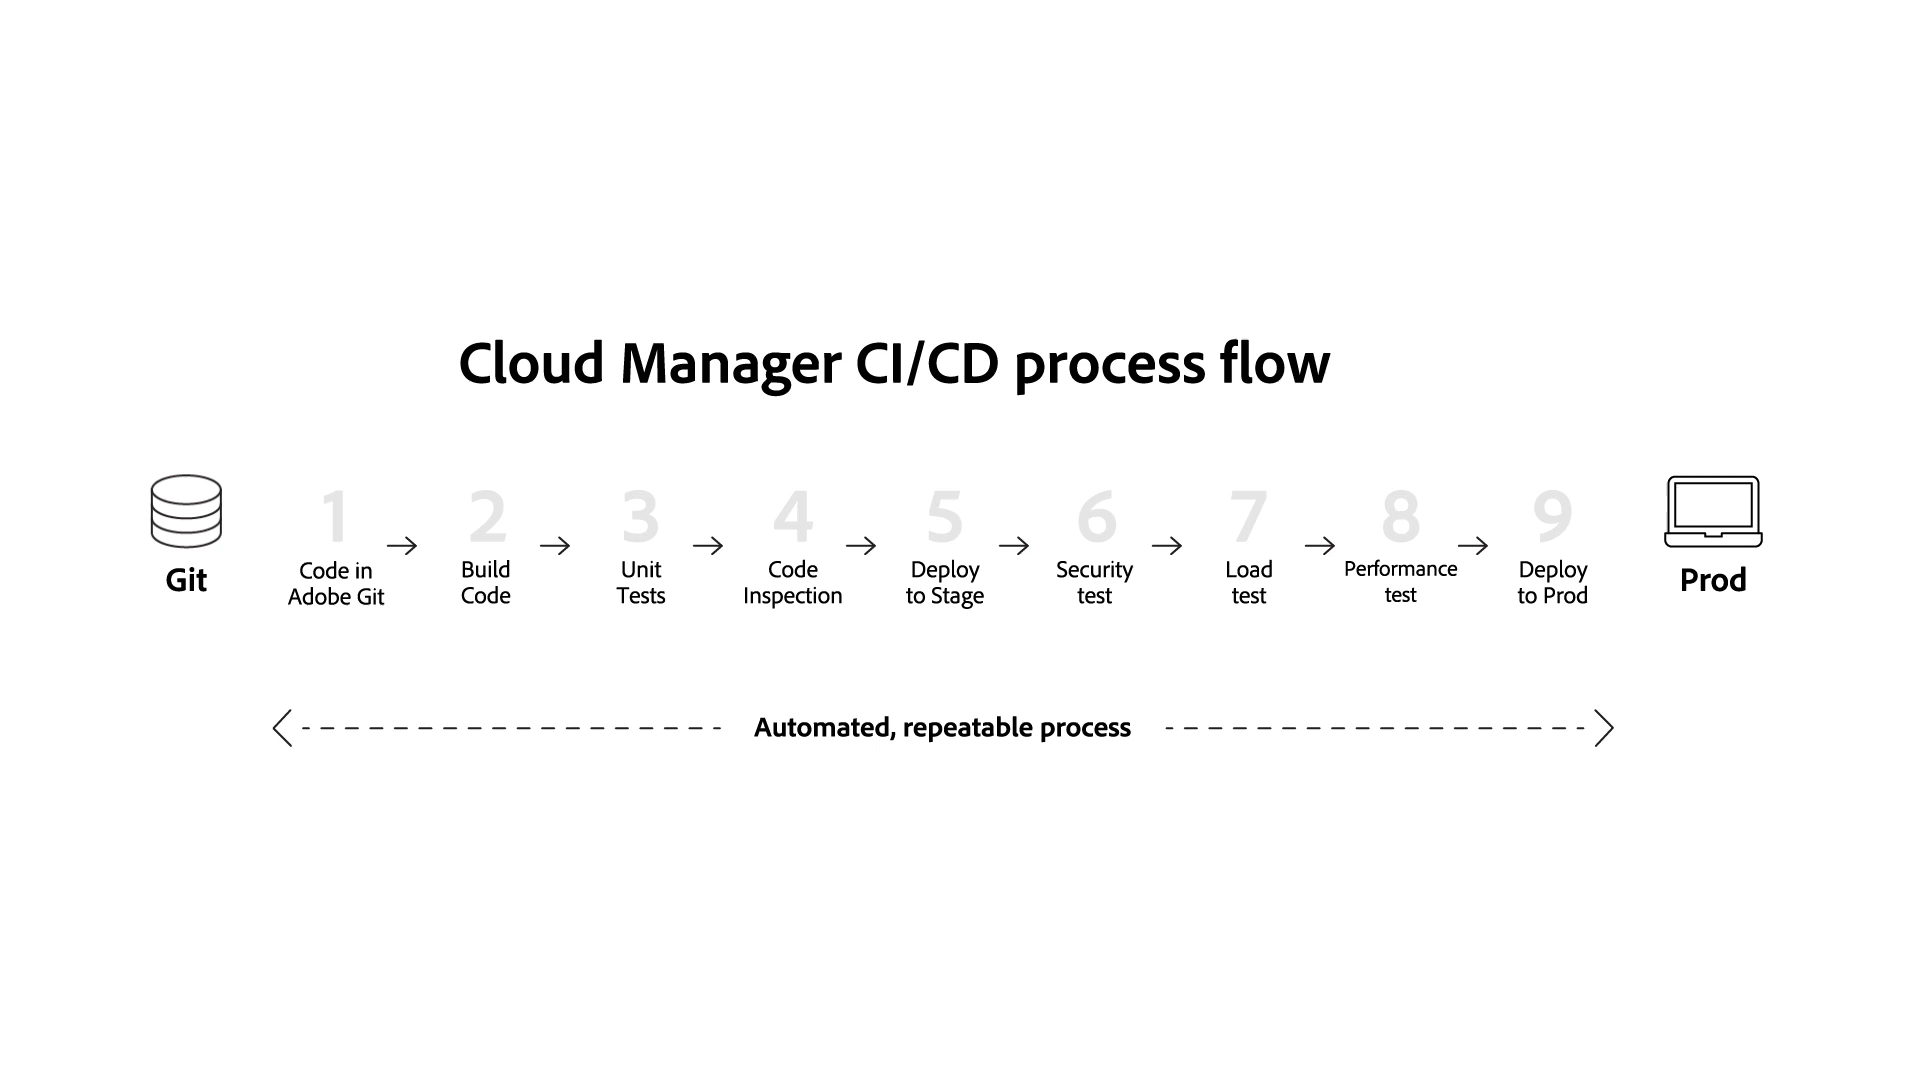 Cloud Manager CI/CD process flow
Git
1
Code in
Adobe Git
2
Build
Code
3
Unit
Tests
4
Code
Inspection
5
Deploy
to Stage
6
Security
test
7
Load
test
8
Performance
test
9
Deploy
to Prod
Prod
Automated, repeatable process